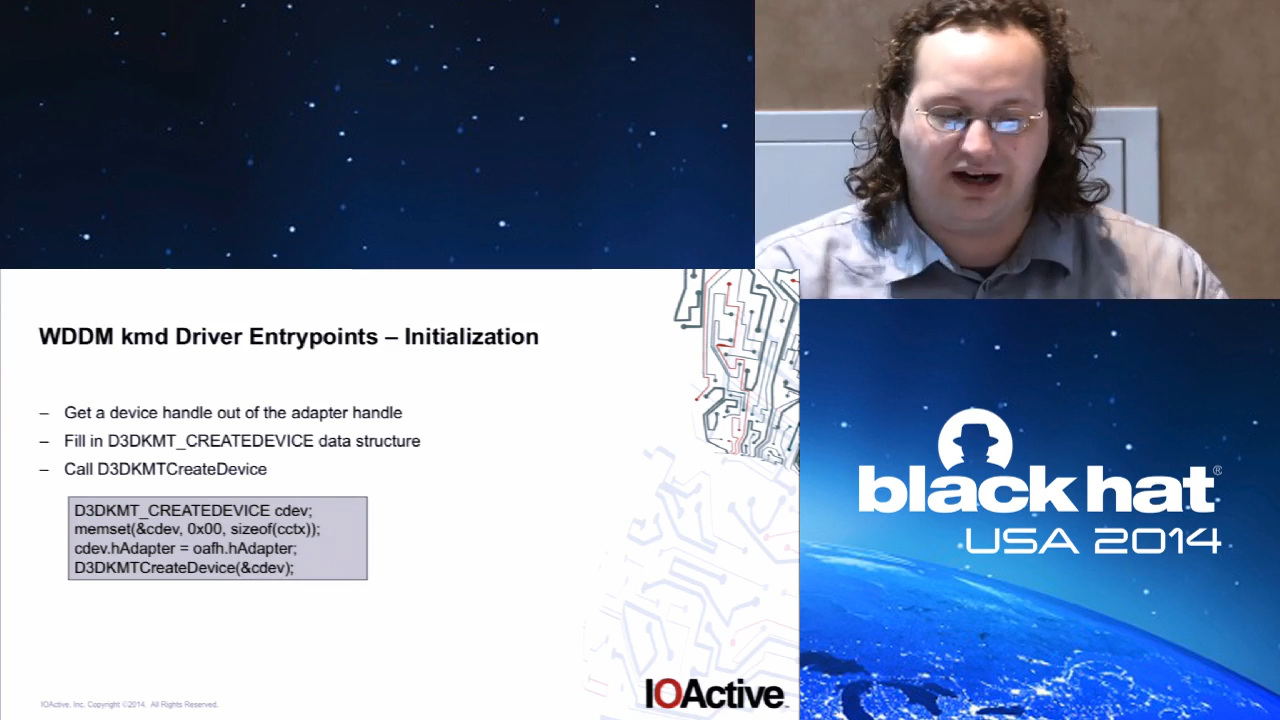 WDDM kmd Driver Entrypoints – Initialization
– Get a device handle out of the adapter handle
– Fill in D3DKMT_CREATEDEVICE data structure
– Call D3DKMTCreateDevice
D3DKMT_CREATEDEVICE cdev;
memset(&cdev, 0x00, sizeof(cctx));
cdev.hAdapter = oafh.hAdapter;
D3DKMTCreateDevice(&cdev);
IOActive, Inc. Copyright ©2014. All Rights Reserved.
IOActive
black hat®
USA 2014